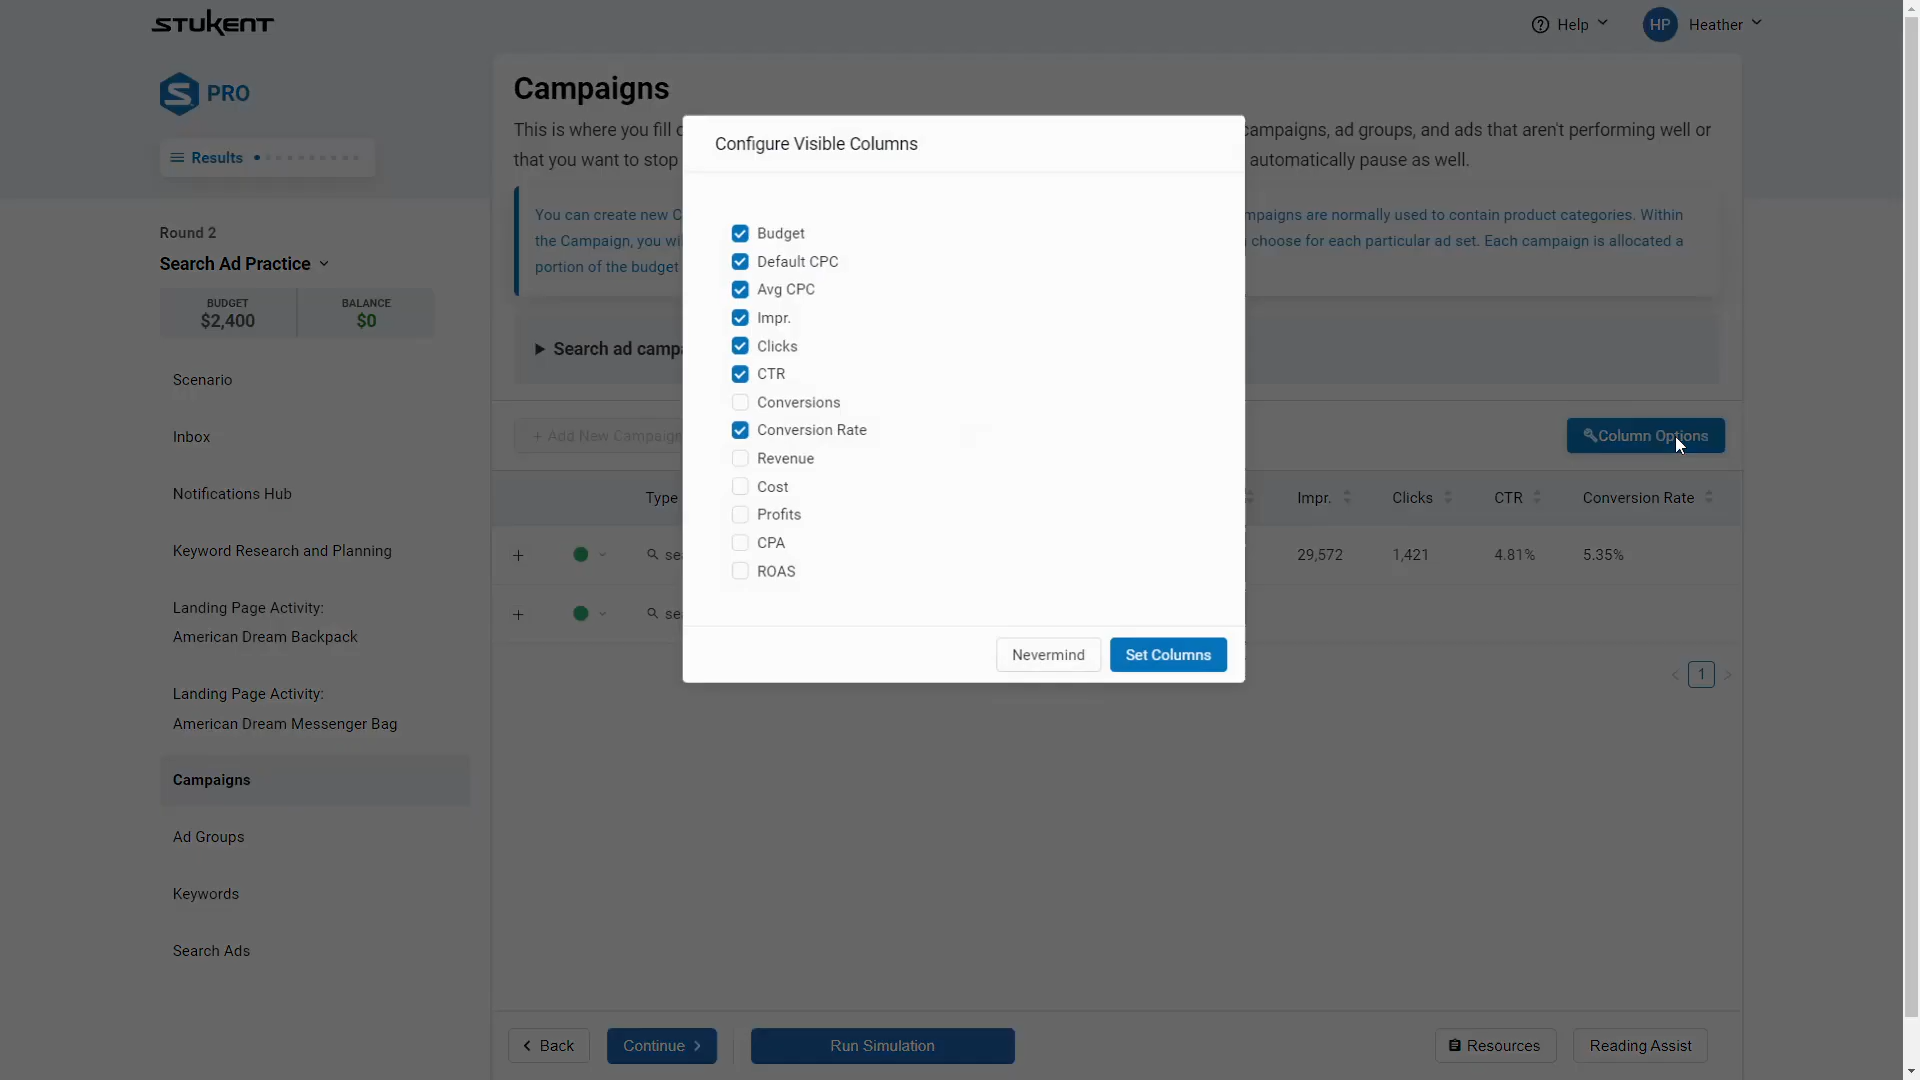 STUKENT
Help
HP
Heather
PRO
Results
Round 2
Search Ad Practice
BUDGET
$2,400
BALANCE
$0
Scenario
Inbox
Notifications Hub
Keyword Research and Planning
Landing Page Activity:
American Dream Backpack
Landing Page Activity:
American Dream Messenger Bag
Campaigns
Ad Groups
Keywords
Search Ads
Campaigns
This is where you fill
campaigns, ad groups, and ads that aren't performing well or
that you want to stop
automatically pause as well.
You can create new
mpaigns are normally used to contain product categories. Within
the Campaign, you
choose for each particular ad set. Each campaign is allocated a
portion of the budget
Search ad camp
+ Add New Campaign
Column Options
Type
Impr.
Clicks
CTR
Conversion Rate
se
29,572
1,421
4.81%
5.35%
se
1
Configure Visible Columns
Budget
Default CPC
Avg CPC
Impr.
Clicks
CTR
Conversions
Conversion Rate
Revenue
Cost
Profits
CPA
ROAS
Nevermind
Set Columns
Back
Continue
Run Simulation
Resources
Reading Assist